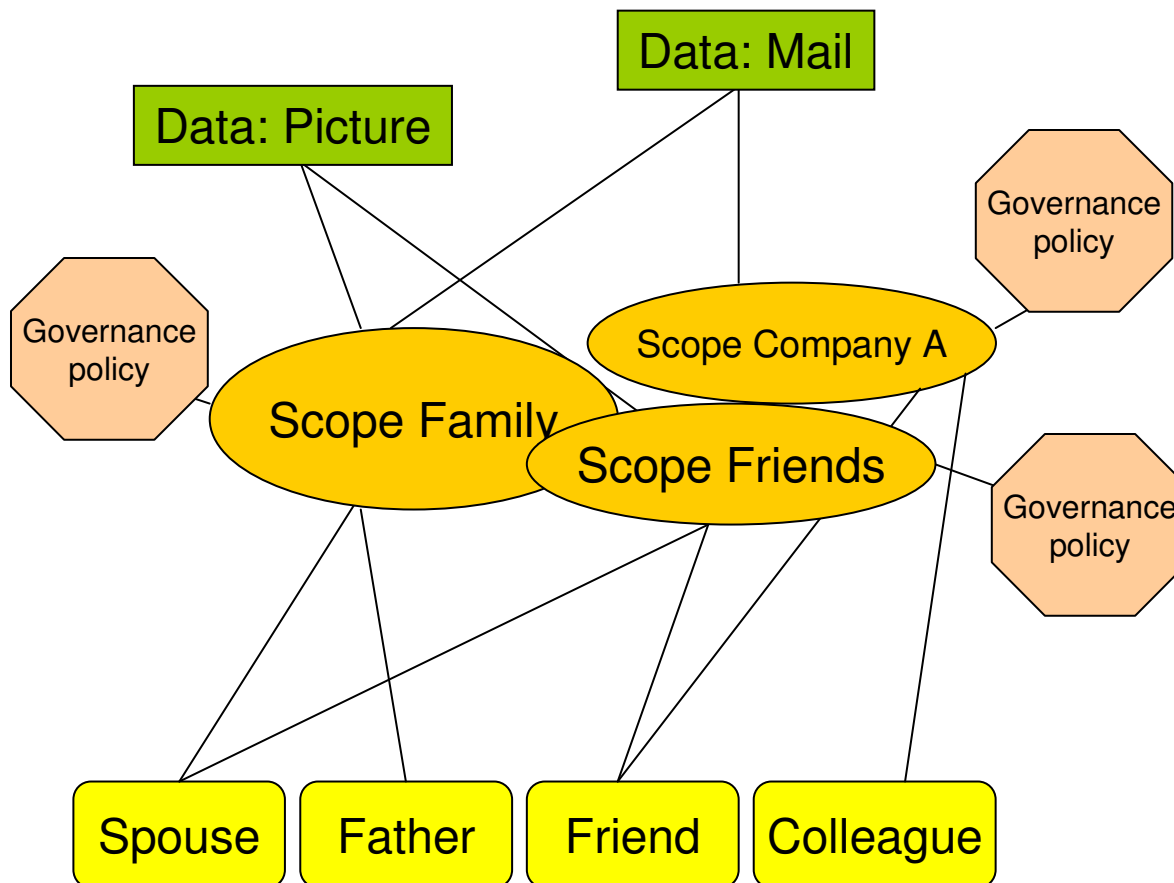 Data: Mail
Data: Picture
Governance
policy
Governance
policy
Scope Company A
Scope Family
Scope Friends
Governance
policy
Spouse
Father
Friend
Colleague